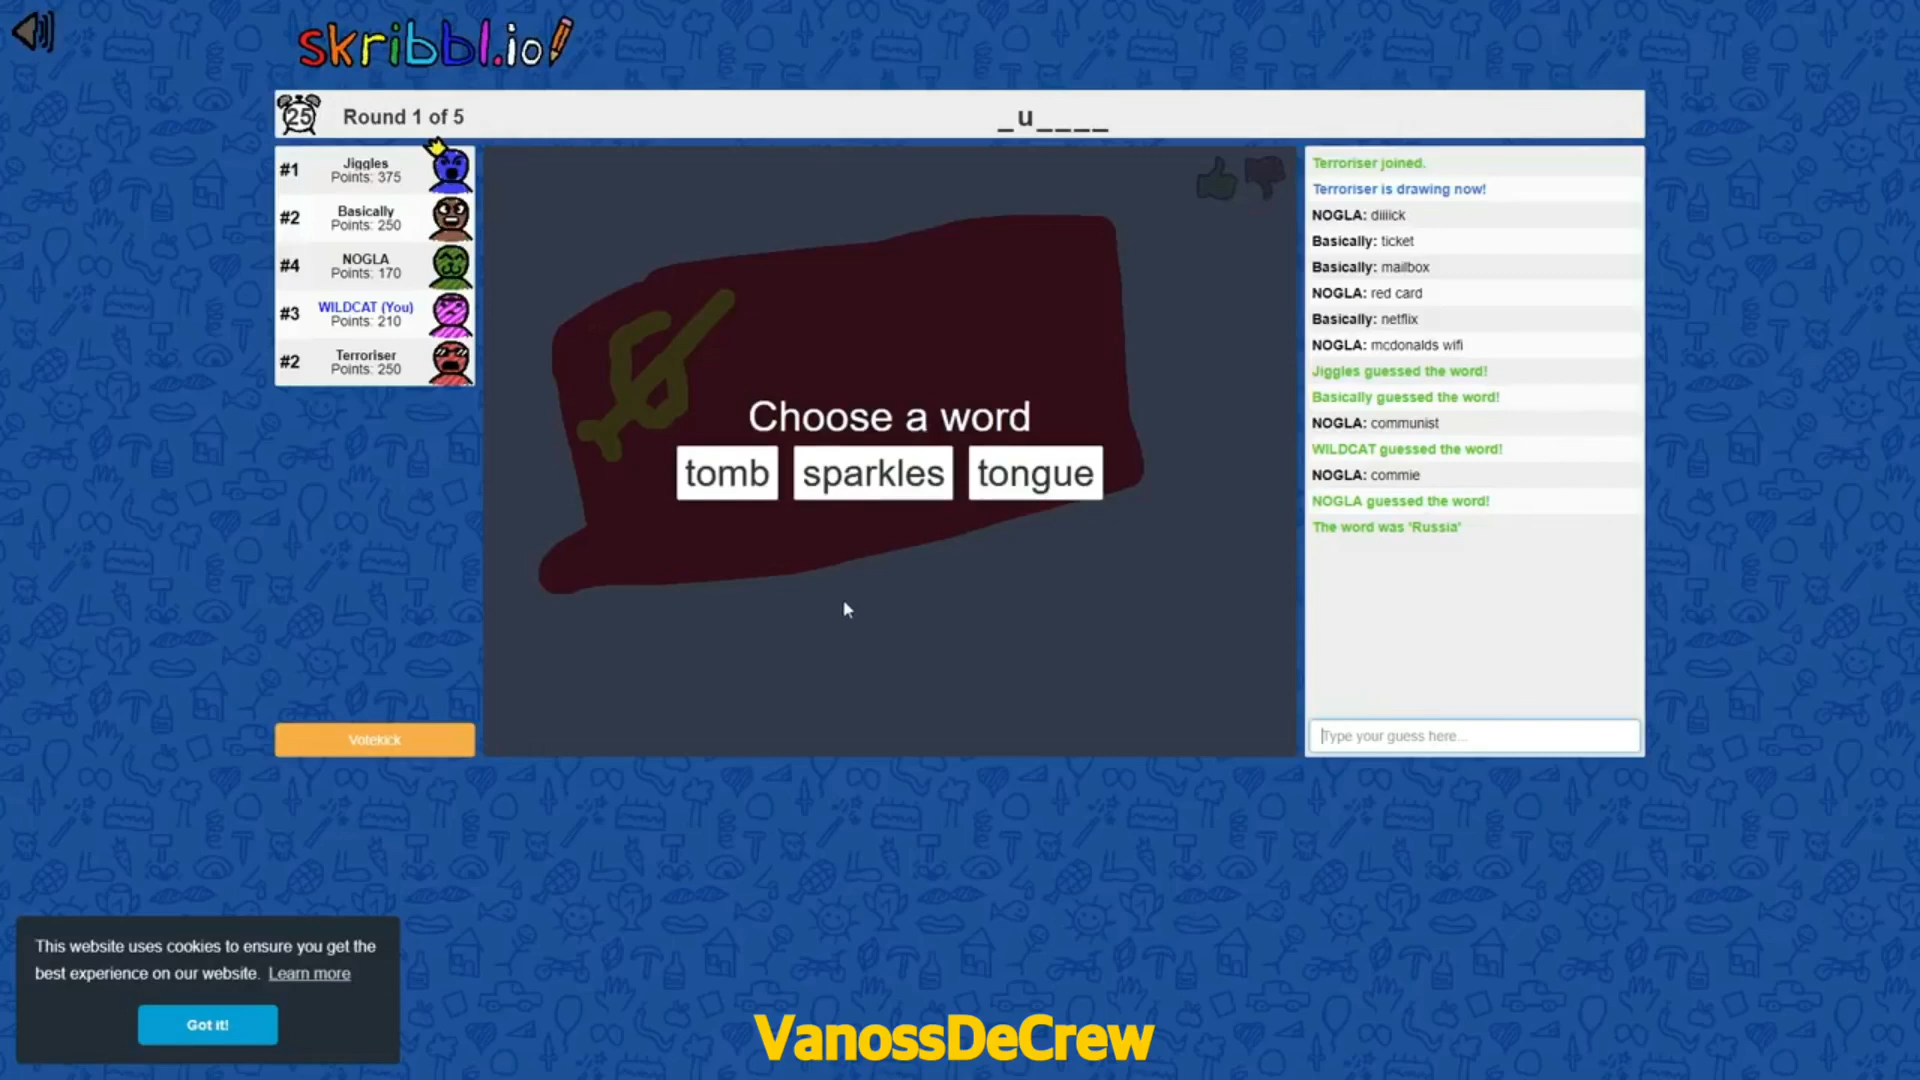 skribbl.io
25
Round 1 of 5
_u____
#1
Jiggles
Points: 375
#2
Basically
Points: 250
#4
NOGLA
Points: 170
#3
WILDCAT (You)
Points: 210
#2
Terroriser
Points: 250
Votekick
Choose a word
tomb
sparkles
tongue
Terroriser joined.
Terroriser is drawing now!
NOGLA: diiiick
Basically: ticket
Basically: mailbox
NOGLA: red card
Basically: netflix
NOGLA: mcdonalds wifi
Jiggles guessed the word!
Basically guessed the word!
NOGLA: communist
WILDCAT guessed the word!
NOGLA: commie
NOGLA guessed the word!
The word was 'Russia'
Type your guess here...
This website uses cookies to ensure you get the
best experience on our website. Learn more
Got it!
VanossDeCrew